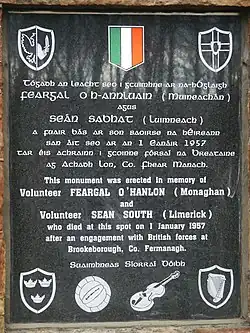 Tógadh an leacht seo i gcuimhne ar na-hÓglaigh
FEARGAL O h-ANNLUAIN (Muineachán)
agus
SEÁN SABHAT (Luimneach)
a fuair bás ar son saoirse na hÉireann
san áit seo ar an 1 Eanáir 1957
tar éis achrainn i gcoinne fórsaí na Breataine
ag Achadh Lon, Co. Fhear Manach.
This monument was erected in memory of
Volunteer FEARGAL O'HANLON (Monaghan)
and
Volunteer SEAN SOUTH (Limerick)
who died at this spot on 1 January 1957
after an engagement with British forces at
Brookeborough, Co. Fermanagh.
Suaimhneas Síorraí Dóibh